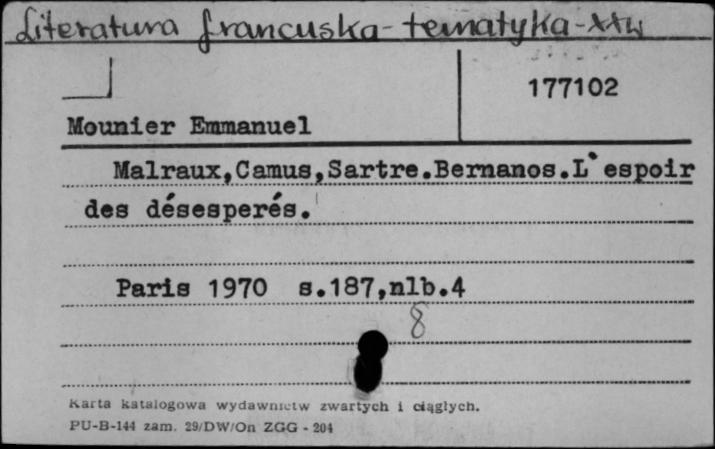 Literatura francuska - tematyka - XX w
177102
Mounier Emmanuel
Malraux,Camus,Sartre.Bernanos.L`espoir
des désesperés.
Paris 1970 s.187,nlb.4
8
Karta katalogowa wydawnictw zwartych i ciągłych.
PU-B-144 zam. 29/DW/On ZGG - 204